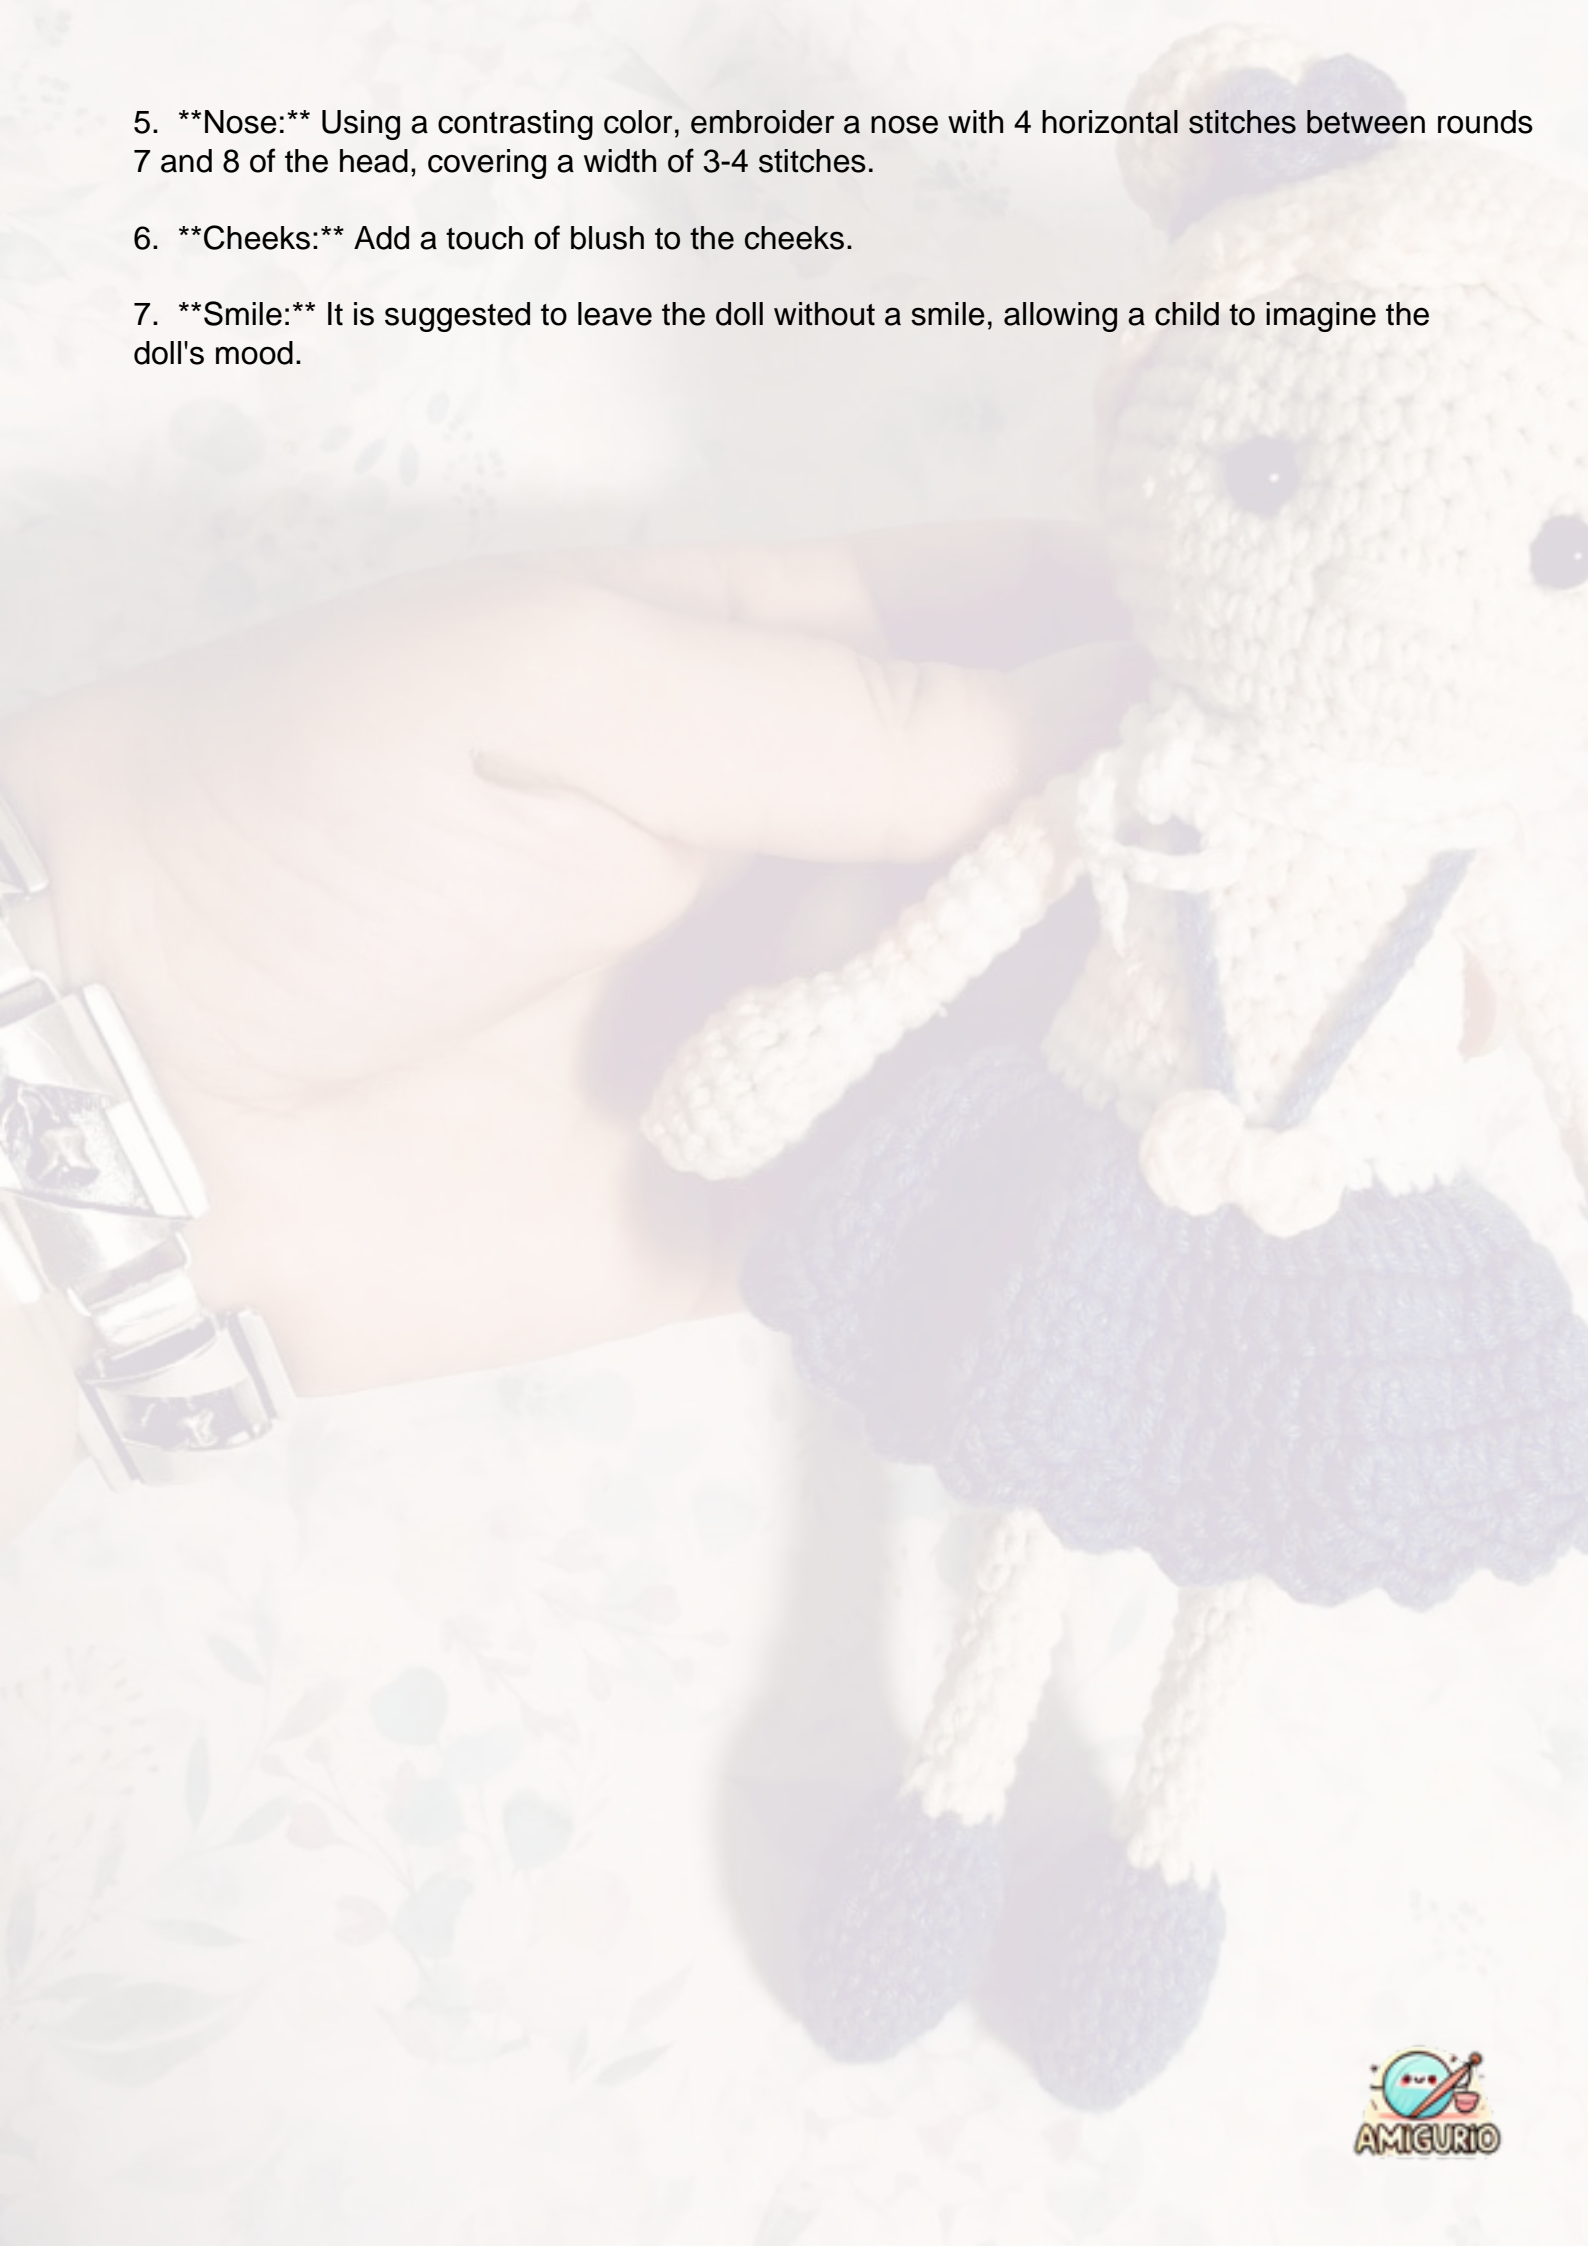 5.  **Nose:** Using a contrasting color, embroider a nose with 4 horizontal stitches between rounds
7 and 8 of the head, covering a width of 3-4 stitches.
6.  **Cheeks:** Add a touch of blush to the cheeks.
7.  **Smile:** It is suggested to leave the doll without a smile, allowing a child to imagine the
doll's mood.
AMIGURIO